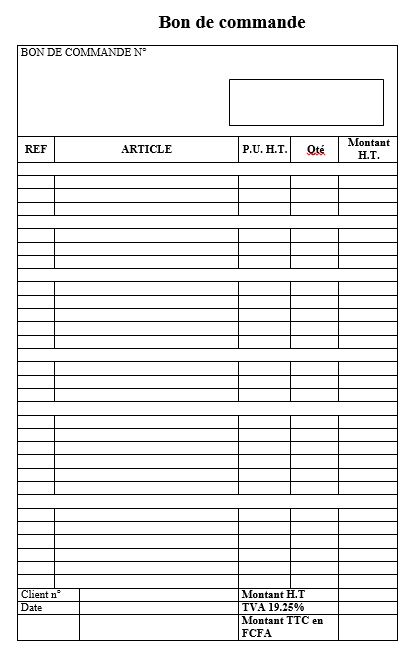 Bon de commande
BON DE COMMANDE N°
REF ARTICLE P.U. H.T. Qté Montant
H.T.
Client n° Montant H.T
Date TVA 19.25%
Montant TTC en
FCFA